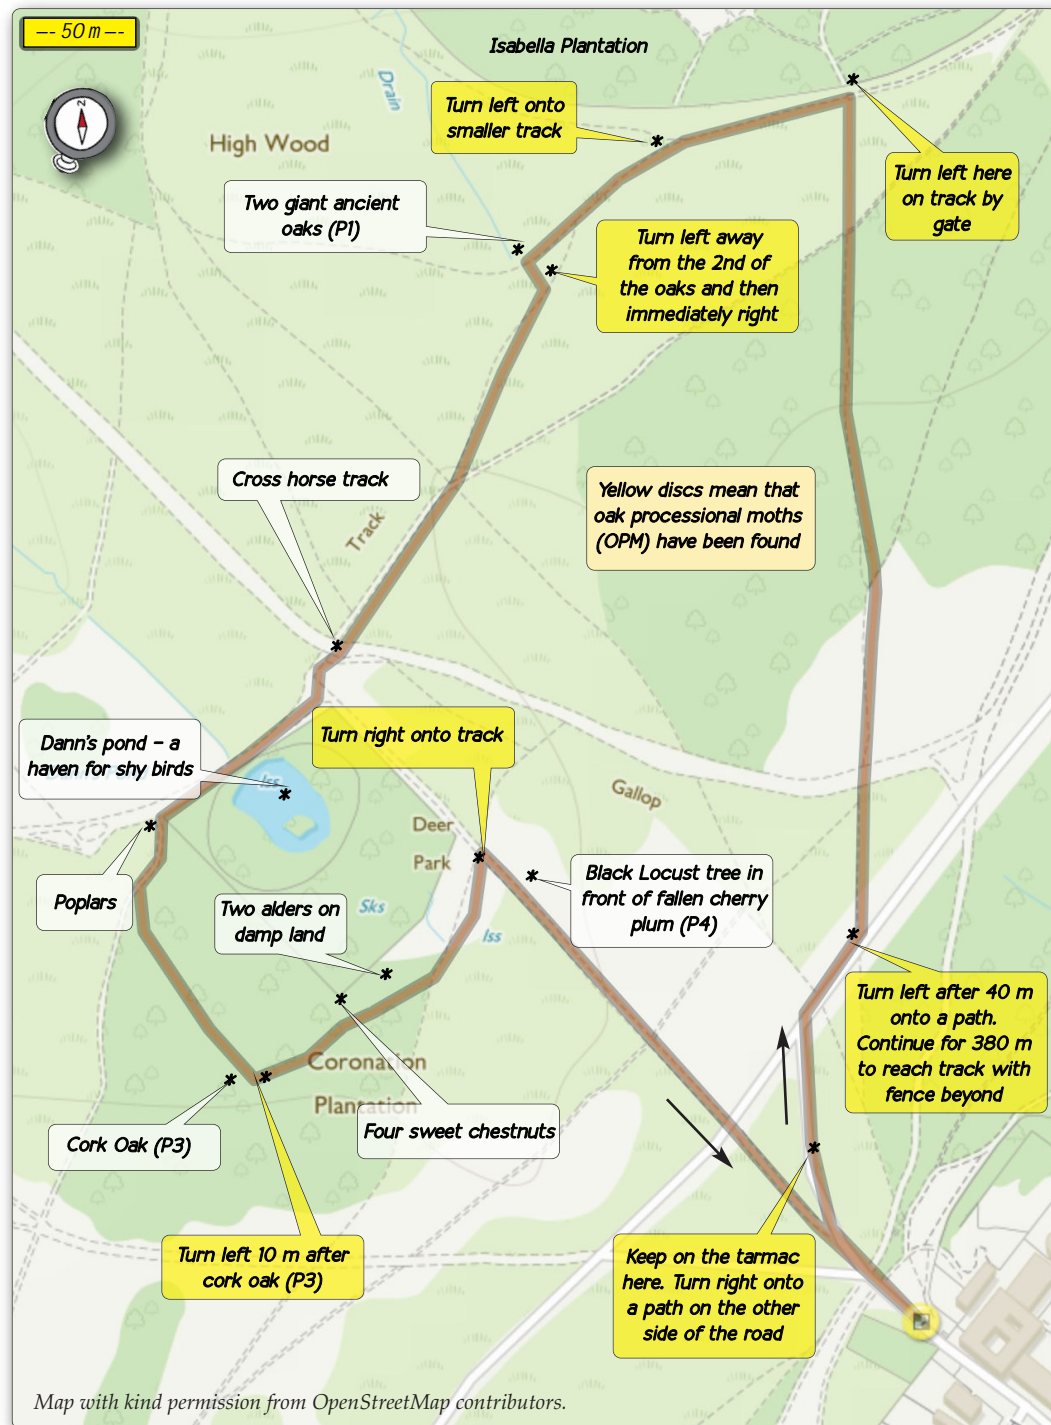 --- 50 m ---
Isabella Plantation
Drain
N
High Wood
Turn left onto
smaller track
Turn left here
on track by
gate
Two giant ancient
oaks (P1)
Turn left away
from the 2nd of
the oaks and then
immediately right
Cross horse track
Track
Yellow discs mean that
oak processional moths
(OPM) have been found
Turn right onto track
Dann's pond – a
haven for shy birds
Iss
Gallop
Deer
Park
Black Locust tree in
front of fallen cherry
plum (P4)
Poplars
Two alders on
damp land
Sks
Iss
Turn left after 40 m
onto a path.
Continue for 380 m
to reach track with
fence beyond
Coronation
Plantation
Four sweet chestnuts
Cork Oak (P3)
Turn left 10 m after
cork oak (P3)
Keep on the tarmac
here. Turn right onto
a path on the other
side of the road
Map with kind permission from OpenStreetMap contributors.